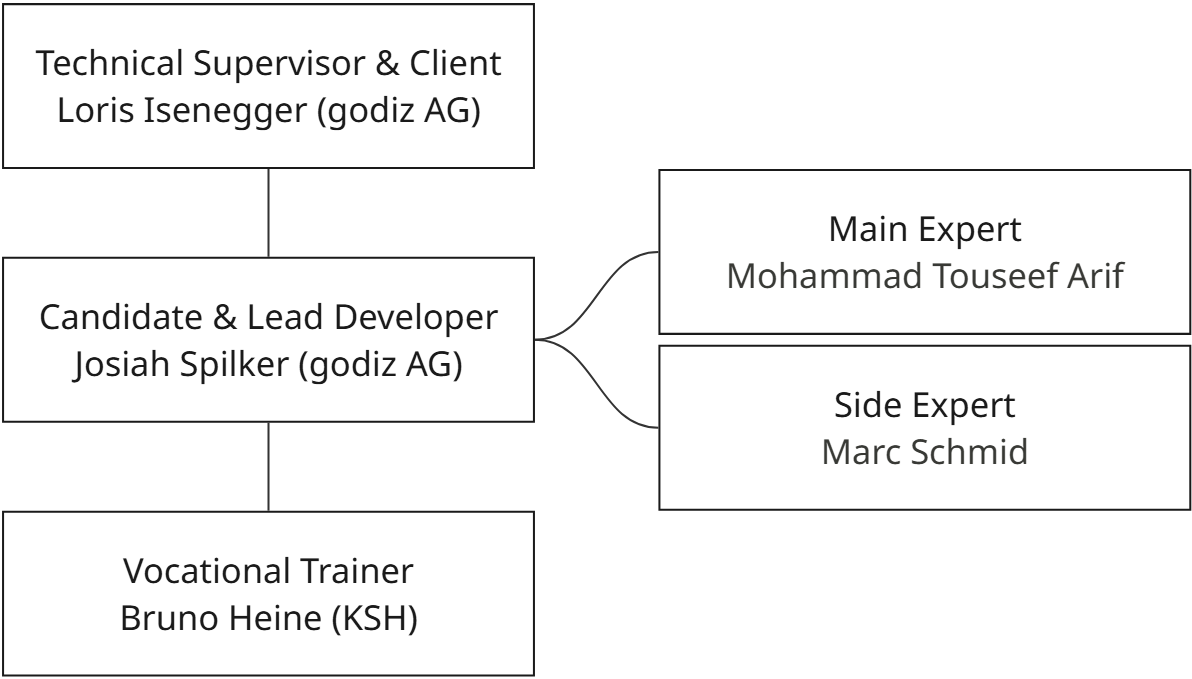 Technical Supervisor & Client
Loris Isenegger (godiz AG)
Candidate & Lead Developer
Josiah Spilker (godiz AG)
Main Expert
Mohammad Touseef Arif
Side Expert
Marc Schmid
Vocational Trainer
Bruno Heine (KSH)